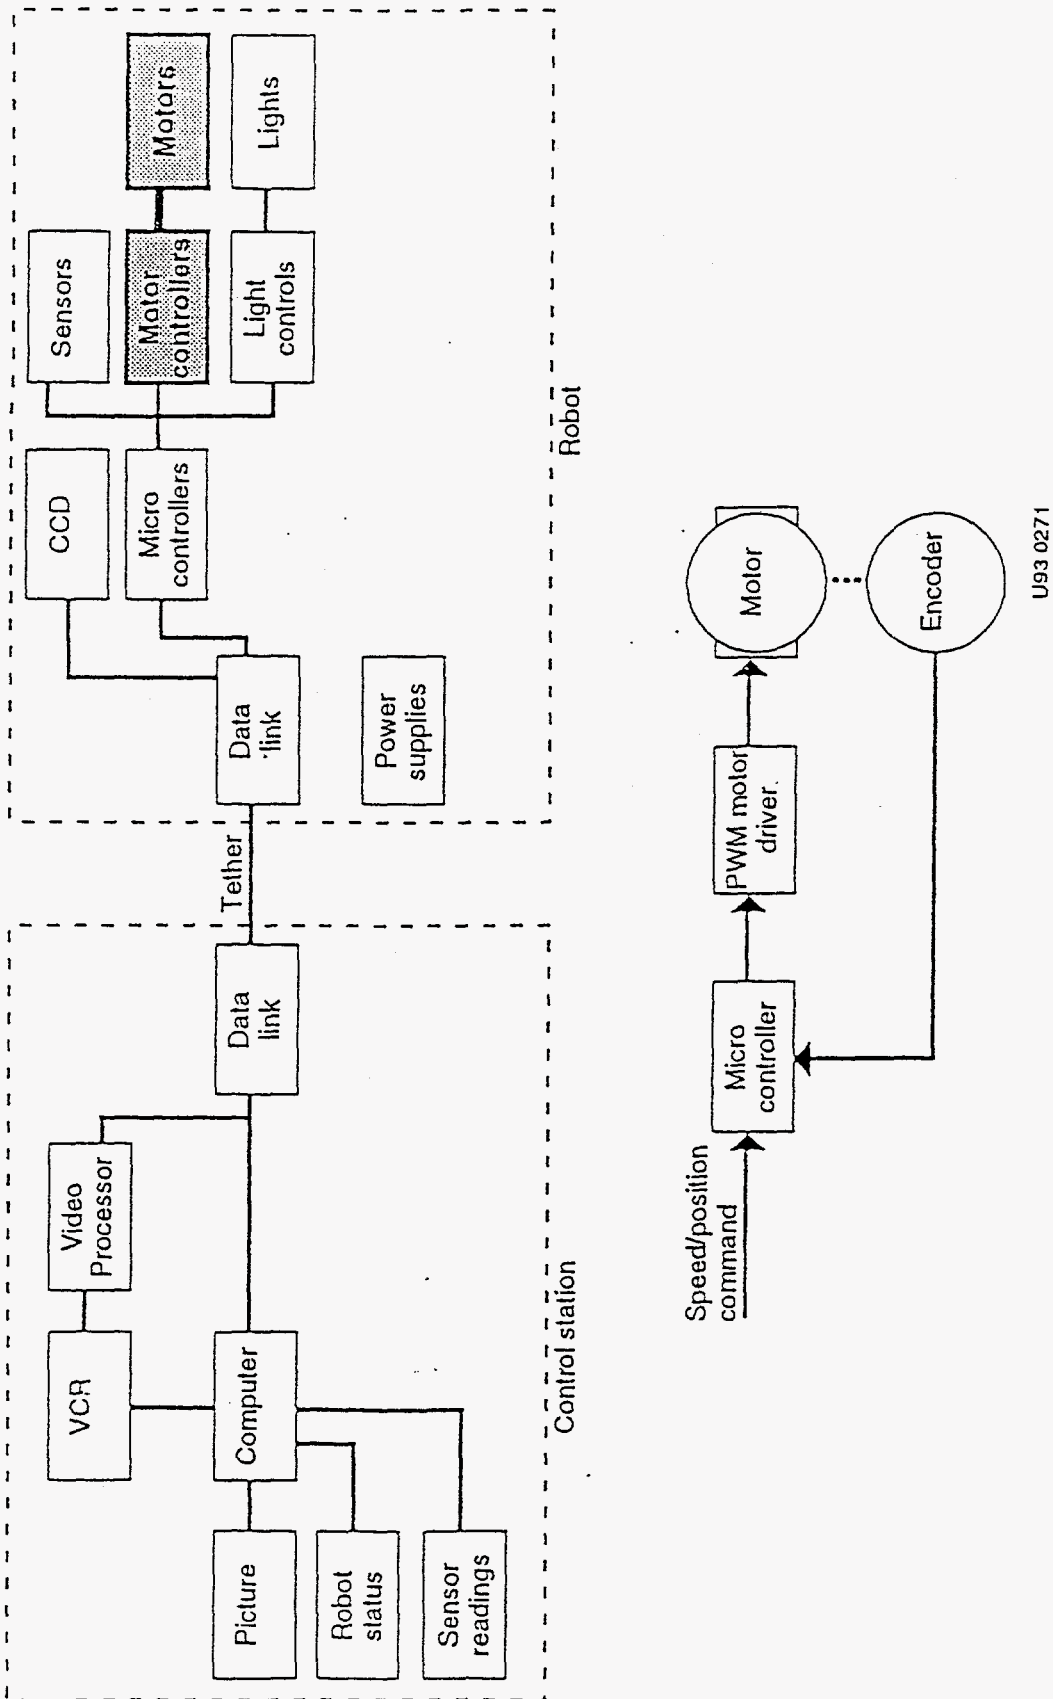 Picture
Robot
status
Sensor
readings
VCR
Computer
Video
Processor
Data
link
Control station
Tether
Data
link
Power
supplies
CCD
Micro
controllers
Sensors
Motor
controllers
Light
controls
Motors
Lights
Robot
Speed/position
command
Micro
controller
PWM motor
driver
Motor
Encoder
U93 0271